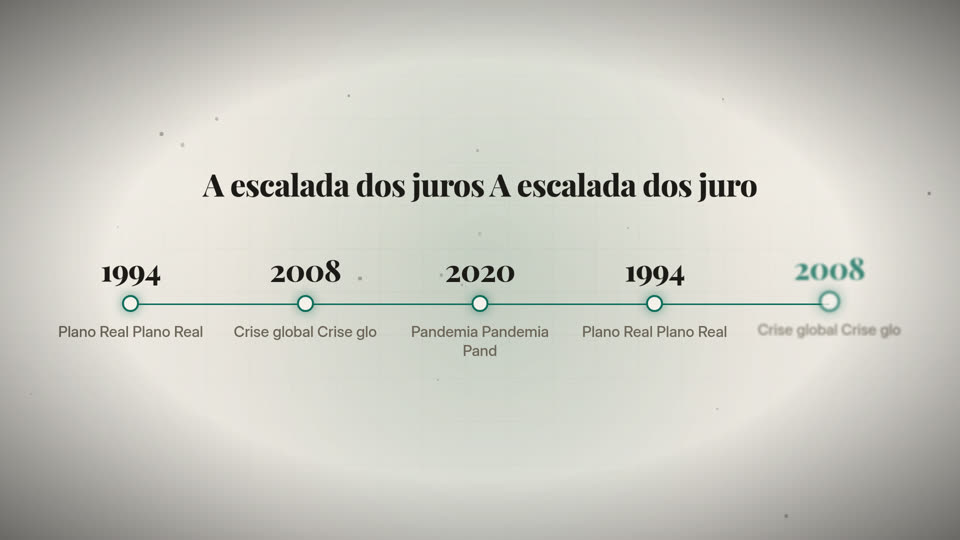 A escalada dos juros A escalada dos juro
1994
2008
2020
1994
2008
Plano Real Plano Real
Crise global Crise glo
Pandemia Pandemia
Pand
Plano Real Plano Real
Crise global Crise glo